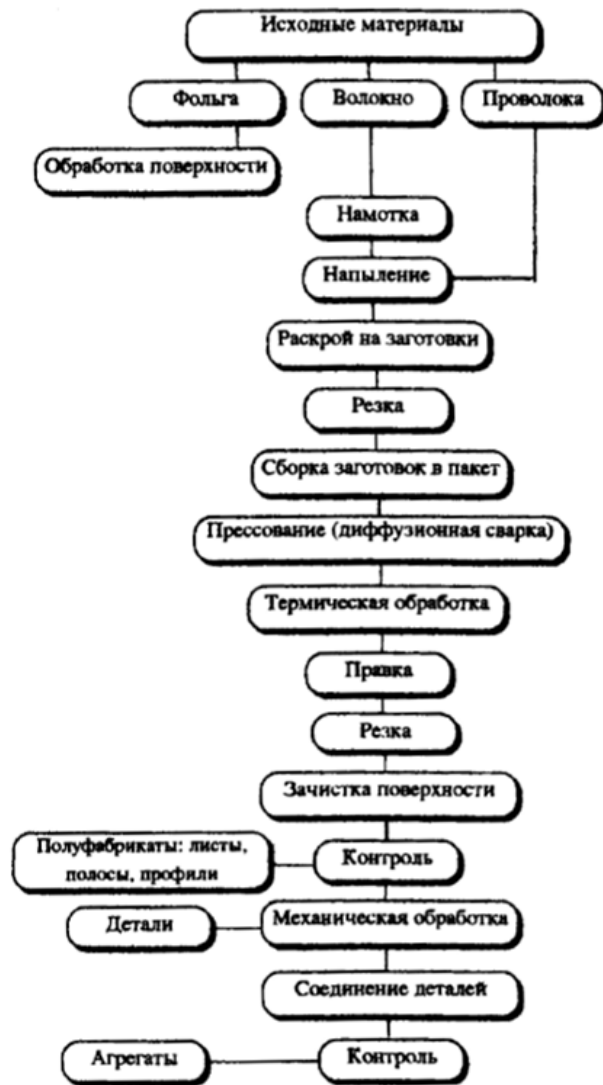 Исходные материалы
Фольга
Волокно
Проволока
Обработка поверхности
Намотка
Напыление
Раскрой на заготовки
Резка
Сборка заготовок в пакет
Прессование (диффузионная сварка)
Термическая обработка
Правка
Резка
Зачистка поверхности
Полуфабрикаты: листы,
полосы, профили
Контроль
Детали
Механическая обработка
Соединение деталей
Агрегаты
Контроль